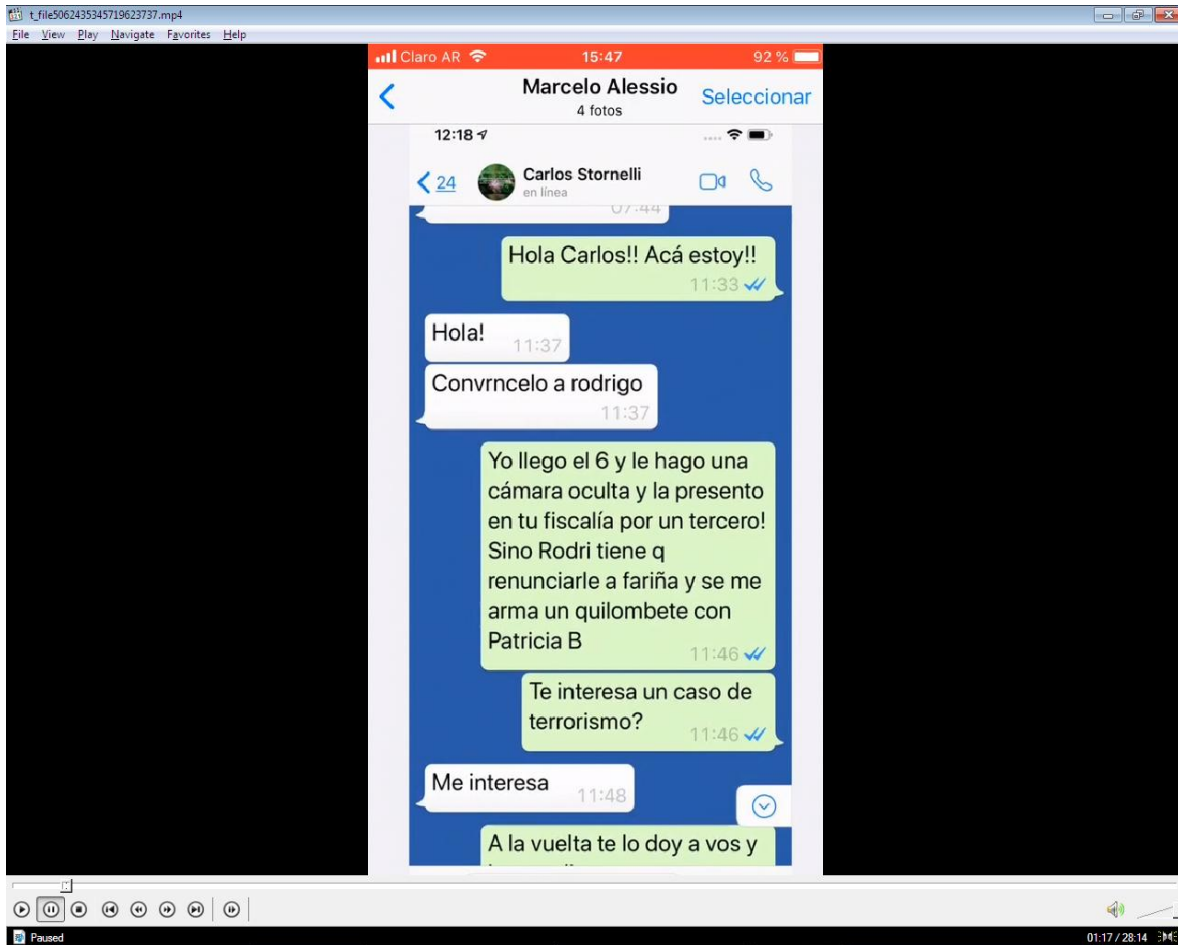 t_file5062435345719623737.mp4
File View Play Navigate Favorites Help
Claro AR 15:47 92 %
Marcelo Alessio Seleccionar
4 fotos
12:18
24 Carlos Stornelli
en línea
07:44
Hola Carlos!! Acá estoy!!
11:33
Hola!
11:37
Convrncelo a rodrigo
11:37
Yo llego el 6 y le hago una
cámara oculta y la presento
en tu fiscalía por un tercero!
Sino Rodri tiene q
renunciarle a fariña y se me
arma un quilombete con
Patricia B
11:46
Te interesa un caso de
terrorismo?
11:46
Me interesa
11:48
A la vuelta te lo doy a vos y
Paused 01:17 / 28:14